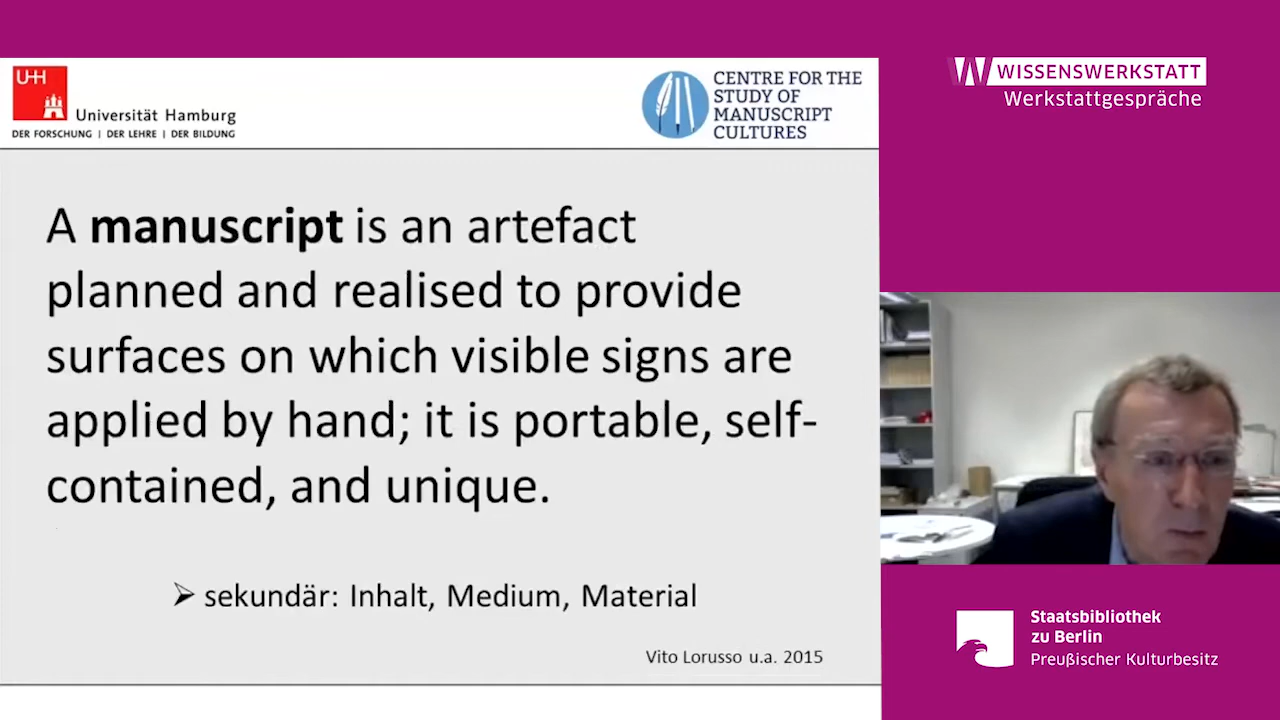 UHH
Universität Hamburg
DER FORSCHUNG | DER LEHRE | DER BILDUNG
CENTRE FOR THE
STUDY OF
MANUSCRIPT
CULTURES
A manuscript is an artefact
planned and realised to provide
surfaces on which visible signs are
applied by hand; it is portable, self-
contained, and unique.
➢ sekundär: Inhalt, Medium, Material
Vito Lorusso u.a. 2015
W WISSENSWERKSTATT
Werkstattgespräche
Staatsbibliothek
zu Berlin
Preußischer Kulturbesitz